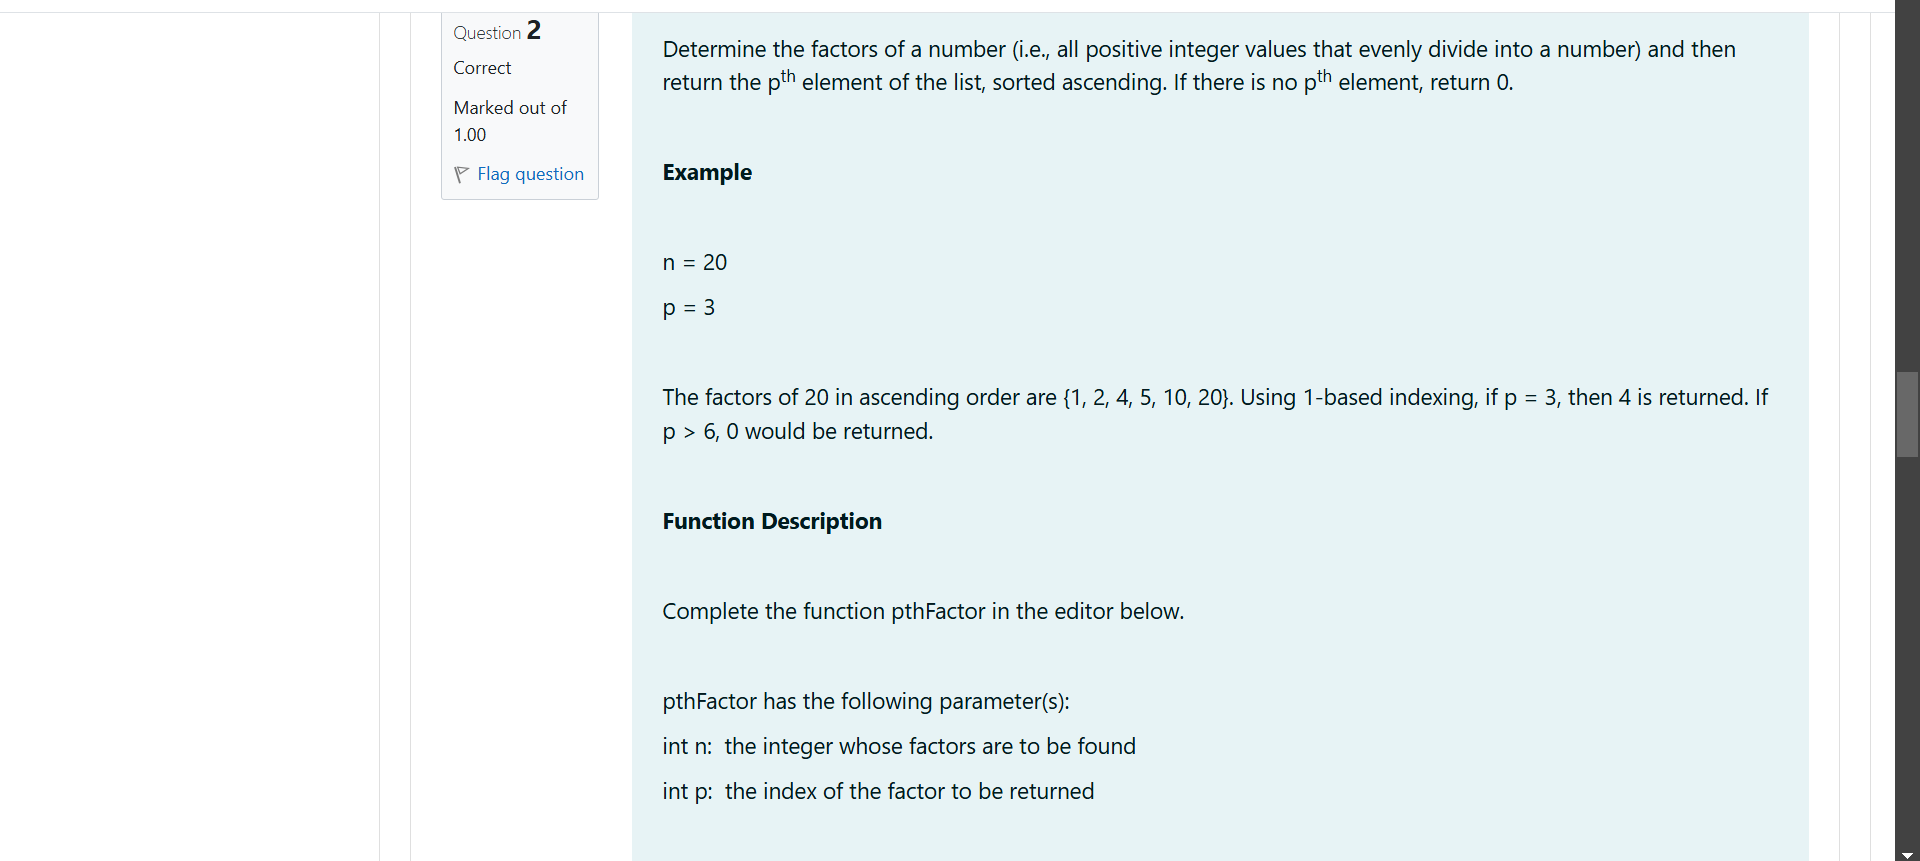 Question 2
Correct
Marked out of
1.00
Flag question
Determine the factors of a number (i.e., all positive integer values that evenly divide into a number) and then
return the pth element of the list, sorted ascending. If there is no pth element, return 0.
Example
n = 20
p = 3
The factors of 20 in ascending order are {1, 2, 4, 5, 10, 20}. Using 1-based indexing, if p = 3, then 4 is returned. If
p > 6, 0 would be returned.
Function Description
Complete the function pthFactor in the editor below.
pthFactor has the following parameter(s):
int n:  the integer whose factors are to be found
int p:  the index of the factor to be returned